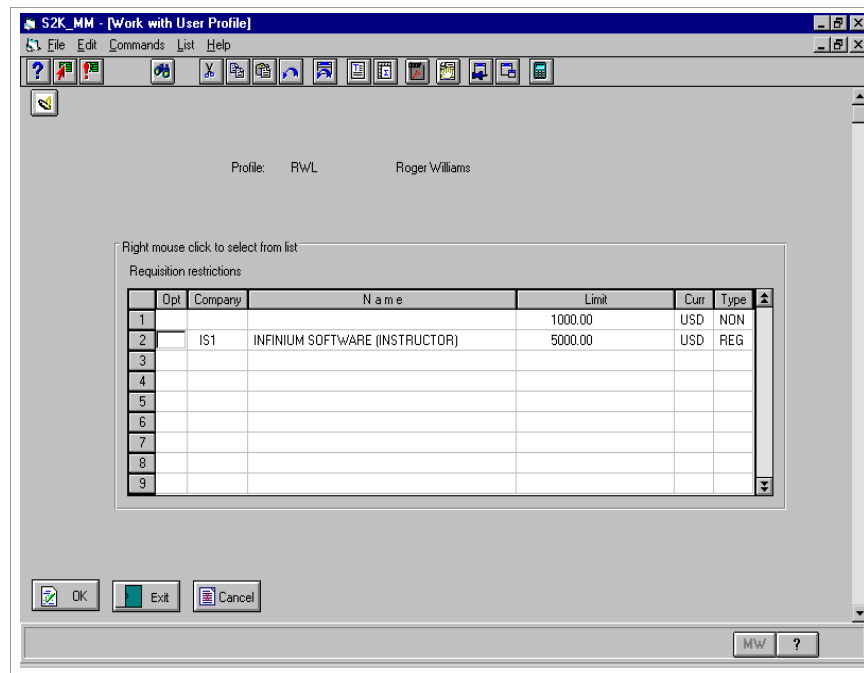 S2K_MM - [Work with User Profile]
File Edit Commands List Help
Profile: RWL Roger Williams
Right mouse click to select from list
Requisition restrictions
Opt Company Name Limit Curr Type
1 1000.00 USD NON
2 IS1 INFINIUM SOFTWARE (INSTRUCTOR) 5000.00 USD REG
3
4
5
6
7
8
9
OK Exit Cancel
MW ?